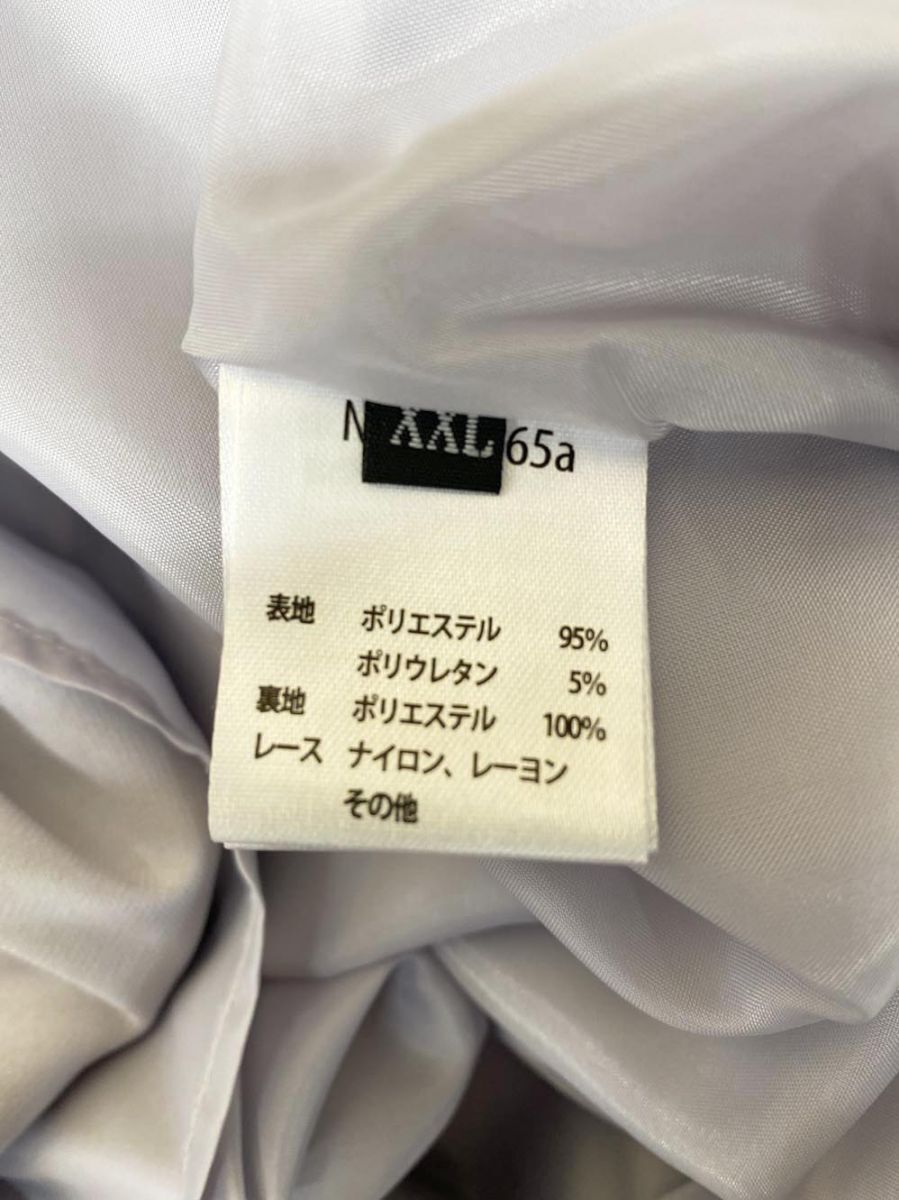 XXL
65a
表地 ポリエステル 95%
ポリウレタン 5%
裏地 ポリエステル 100%
レース ナイロン、レーヨン
その他